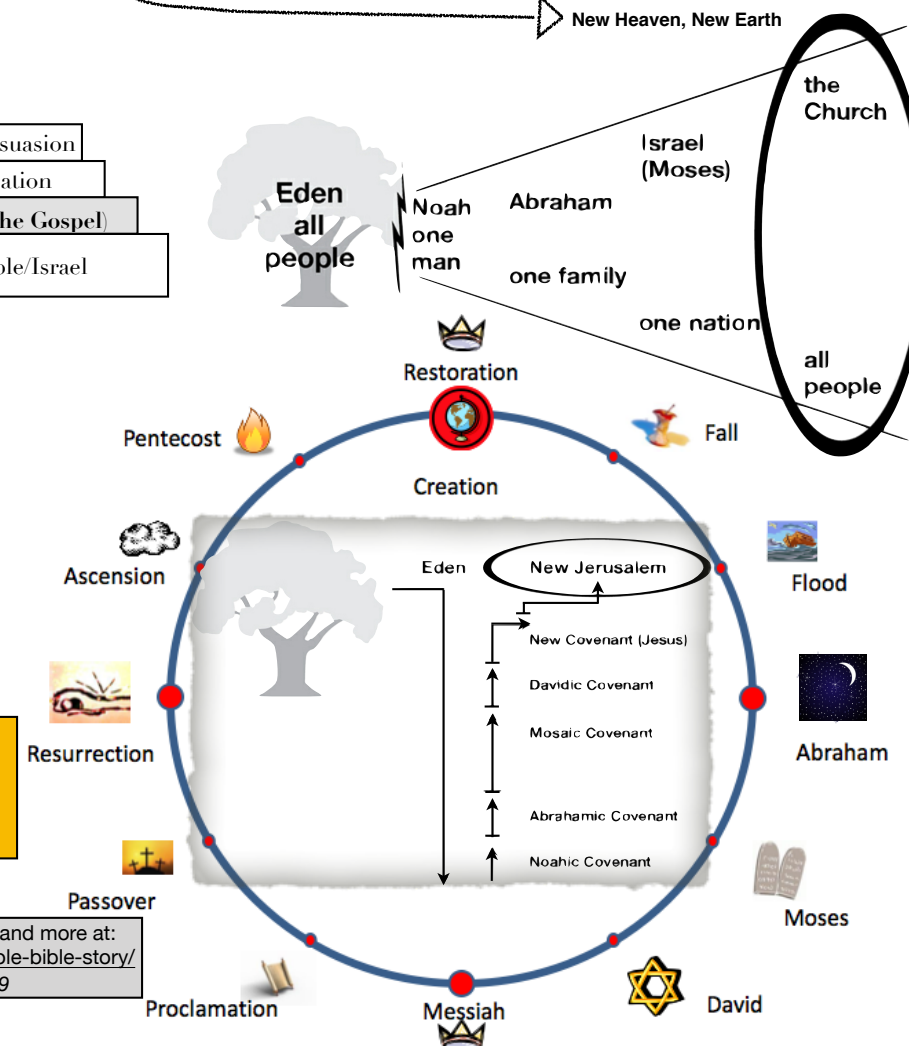 New Heaven, New Earth
suasion
ation
he Gospel)
ple/Israel
Eden
all
people
Noah
one
man
Abraham
one family
Israel
(Moses)
one nation
the
Church
all
people
Restoration
Creation
Fall
Flood
Abraham
Moses
David
Messiah
Proclamation
Passover
Resurrection
Ascension
Pentecost
Eden
New Jerusalem
New Covenant (Jesus)
Davidic Covenant
Mosaic Covenant
Abrahamic Covenant
Noahic Covenant
and more at:
ple-bible-story/
9